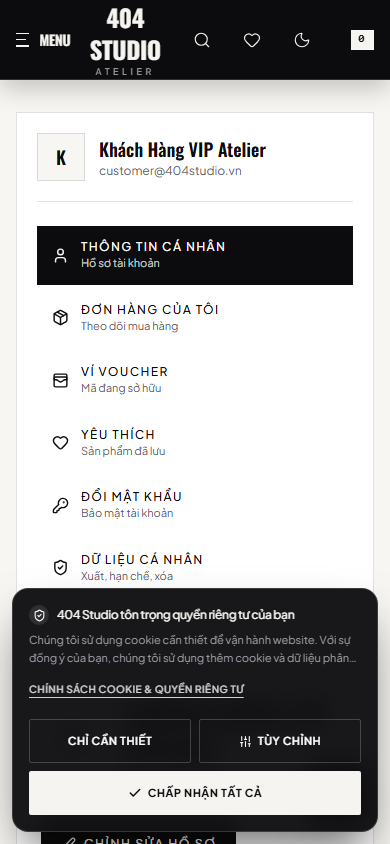 MENU
404
STUDIO
ATELIER
0
K
Khách Hàng VIP Atelier
customer@404studio.vn
THÔNG TIN CÁ NHÂN
Hồ sơ tài khoản
ĐƠN HÀNG CỦA TÔI
Theo dõi mua hàng
VÍ VOUCHER
Mã đang sở hữu
YÊU THÍCH
Sản phẩm đã lưu
ĐỔI MẬT KHẨU
Bảo mật tài khoản
DỮ LIỆU CÁ NHÂN
Xuất, hạn chế, xóa
404 Studio tôn trọng quyền riêng tư của bạn
Chúng tôi sử dụng cookie cần thiết để vận hành website. Với sự
đồng ý của bạn, chúng tôi sử dụng thêm cookie và dữ liệu phân...
CHÍNH SÁCH COOKIE & QUYỀN RIÊNG TƯ
CHỈ CẦN THIẾT
TÙY CHỈNH
CHẤP NHẬN TẤT CẢ
CHỈNH SỬA HỒ SƠ